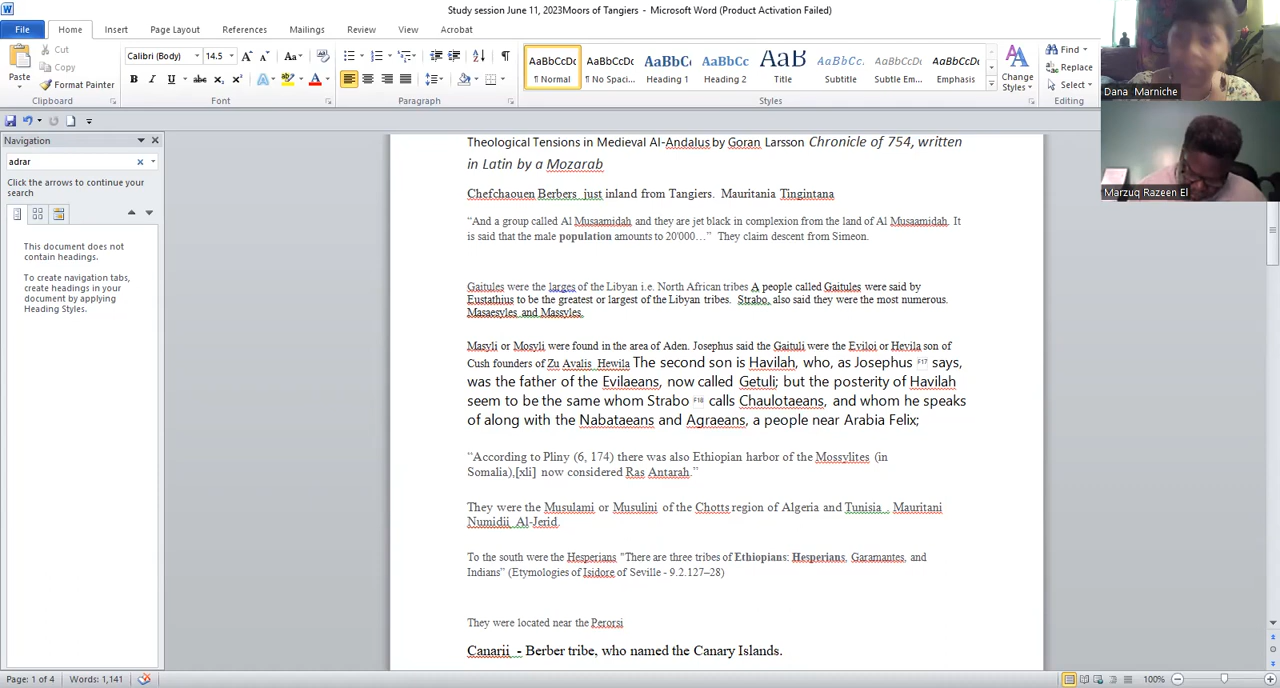 Study session June 11, 2023Moors of Tangiers - Microsoft Word (Product Activation Failed)
File Home Insert Page Layout References Mailings Review View Acrobat
Paste Cut Copy Format Painter
Calibri (Body) 14.5
AaBbCcDc AaBbCcDc AaBbC AaBbCc AaB AaBbCc. AaBbCcDc AaBbCcDc
¶ Normal ¶ No Spaci... Heading 1 Heading 2 Title Subtitle Subtle Em... Emphasis
Change Styles
Find Replace Select
Clipboard Font Paragraph Styles Editing
Dana Marniche
Marzuq Razeen El
Navigation
adrar
Click the arrows to continue your
search
This document does not
contain headings.
To create navigation tabs,
create headings in your
document by applying
Heading Styles.
Theological Tensions in Medieval Al-Andalus by Goran Larsson Chronicle of 754, written
in Latin by a Mozarab
Chefchaouen Berbers just inland from Tangiers. Mauritania Tingintana
“And a group called Al Musaamidah and they are jet black in complexion from the land of Al Musaamidah. It
is said that the male population amounts to 20'000…” They claim descent from Simeon.
Gaitules were the larges of the Libyan i.e. North African tribes A people called Gaitules were said by
Eustathius to be the greatest or largest of the Libyan tribes. Strabo, also said they were the most numerous.
Masaesyles and Massyles.
Masyli or Mosyli were found in the area of Aden. Josephus said the Gaituli were the Eviloi or Hevila son of
Cush founders of Zu Avalis Hewila The second son is Havilah, who, as Josephus F17 says,
was the father of the Evilaeans, now called Getuli; but the posterity of Havilah
seem to be the same whom Strabo F18 calls Chaulotaeans, and whom he speaks
of along with the Nabataeans and Agraeans, a people near Arabia Felix;
“According to Pliny (6, 174) there was also Ethiopian harbor of the Mossylites (in
Somalia),[xli] now considered Ras Antarah.”
They were the Musulami or Musulini of the Chotts region of Algeria and Tunisia , Mauritani
Numidii Al-Jerid.
To the south were the Hesperians "There are three tribes of Ethiopians: Hesperians, Garamantes, and
Indians” (Etymologies of Isidore of Seville - 9.2.127–28)
They were located near the Perorsi
Canarii - Berber tribe, who named the Canary Islands.
Page: 1 of 4 Words: 1,141 100%